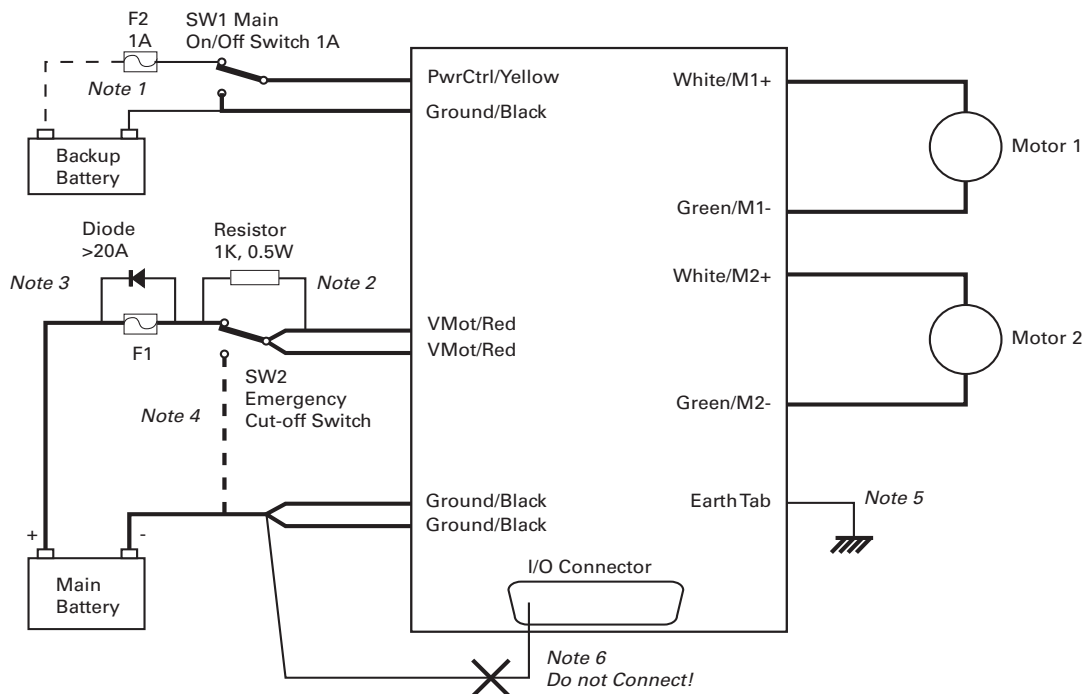 F2
1A
SW1 Main
On/Off Switch 1A
Note 1
PwrCtrl/Yellow
Ground/Black
White/M1+
Motor 1
Green/M1-
Backup
Battery
Diode
>20A
Resistor
1K, 0.5W
Note 3
Note 2
White/M2+
VMot/Red
VMot/Red
Motor 2
F1
SW2
Emergency
Cut-off Switch
Note 4
Green/M2-
Ground/Black
Ground/Black
Earth Tab
Note 5
+
-
Main
Battery
I/O Connector
Note 6
Do not Connect!